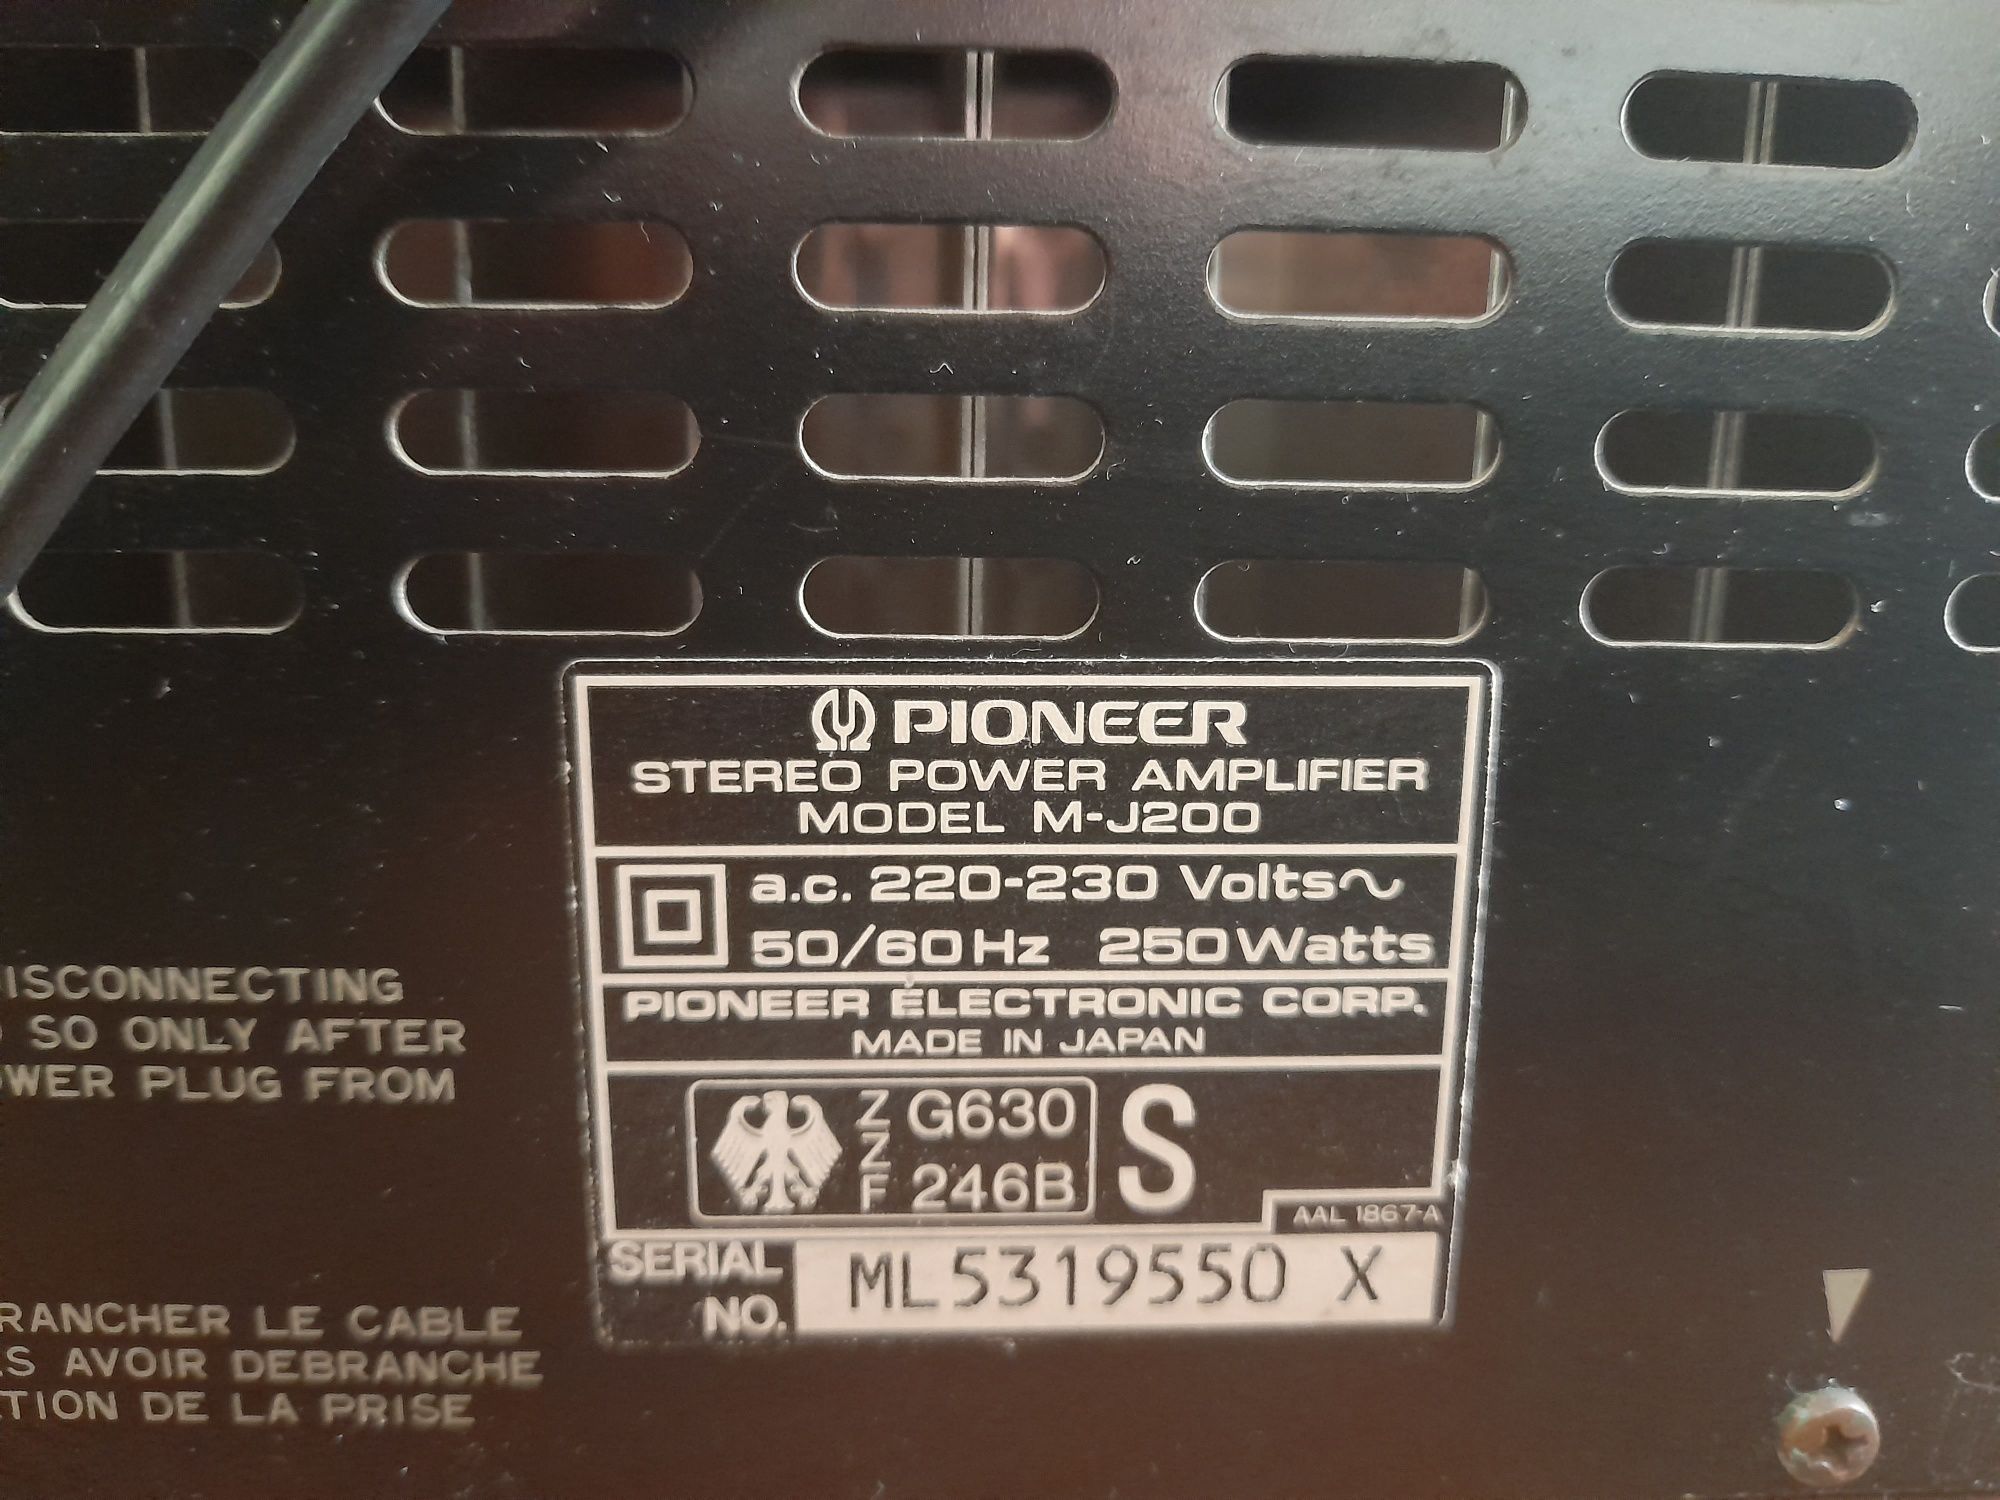 PIONEER
STEREO POWER AMPLIFIER
MODEL M-J200
a.c. 220-230 Volts∿
50/60Hz 250Watts
PIONEER ELECTRONIC CORP.
MADE IN JAPAN
ZZF G630 246B S
AAL 1867-A
SERIAL NO. ML5319550 X
ISCONNECTING
SO ONLY AFTER
WER PLUG FROM
RANCHER LE CABLE
S AVOIR DEBRANCHE
TION DE LA PRISE